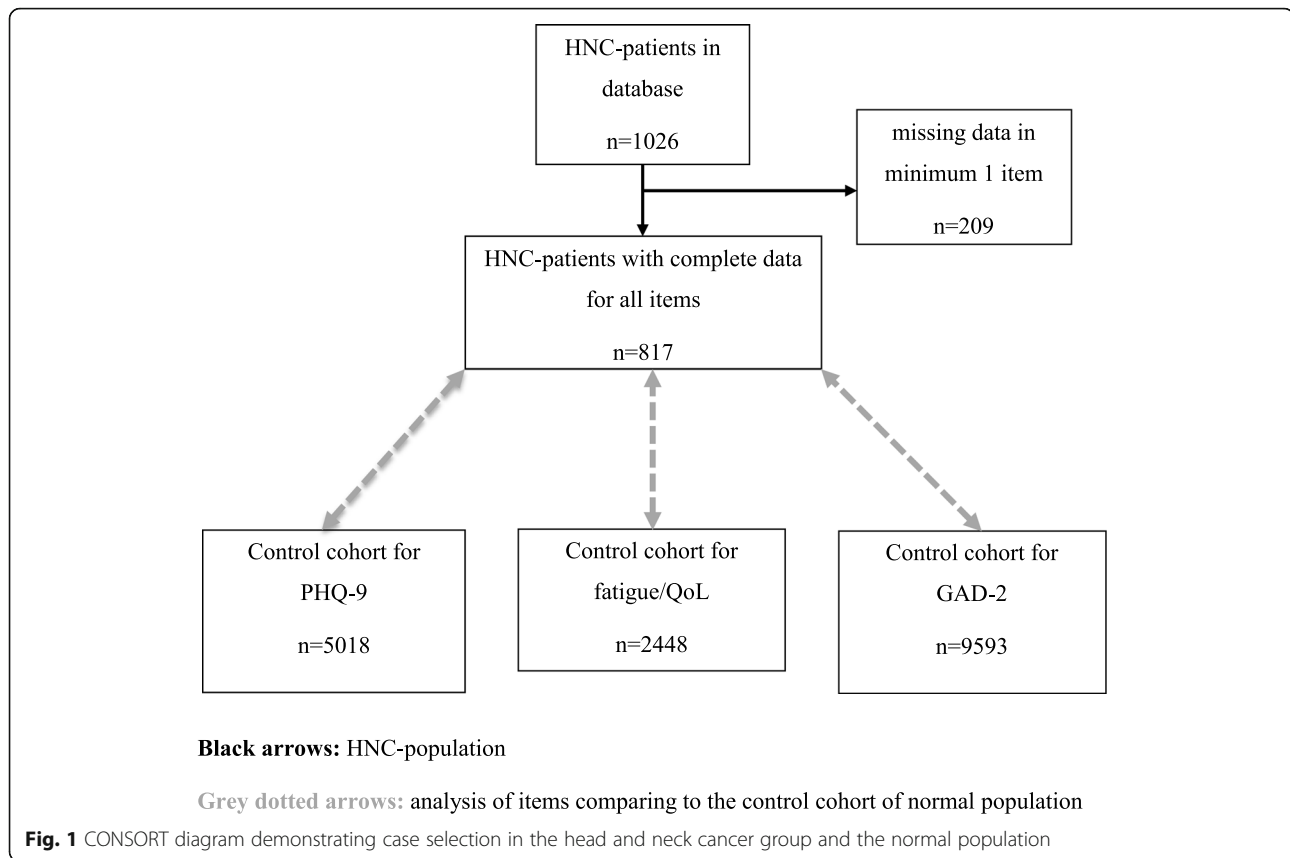 HNC-patients in
database
n=1026
missing data in
minimum 1 item
n=209
HNC-patients with complete data
for all items
n=817
Control cohort for
PHQ-9
n=5018
Control cohort for
fatigue/QoL
n=2448
Control cohort for
GAD-2
n=9593
Black arrows: HNC-population
Grey dotted arrows: analysis of items comparing to the control cohort of normal population
Fig. 1 CONSORT diagram demonstrating case selection in the head and neck cancer group and the normal population